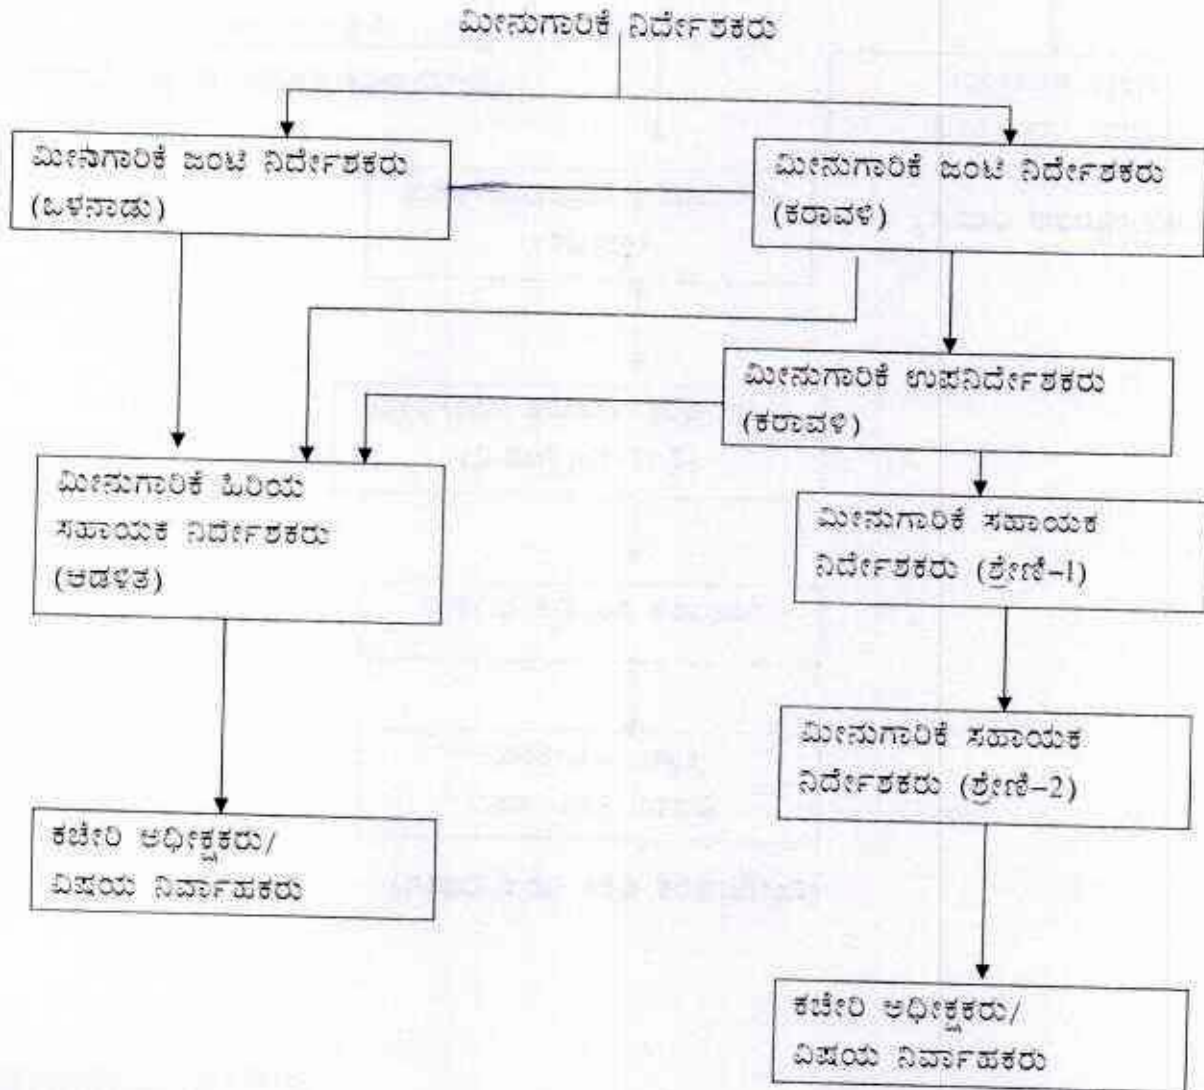 ಮೀನುಗಾರಿಕೆ ನಿರ್ದೇಶಕರು
ಮೀನುಗಾರಿಕೆ ಜಂಟಿ ನಿರ್ದೇಶಕರು
(ಒಳನಾಡು)
ಮೀನುಗಾರಿಕೆ ಜಂಟಿ ನಿರ್ದೇಶಕರು
(ಕರಾವಳಿ)
ಮೀನುಗಾರಿಕೆ ಉಪನಿರ್ದೇಶಕರು
(ಕರಾವಳಿ)
ಮೀನುಗಾರಿಕೆ ಹಿರಿಯ
ಸಹಾಯಕ ನಿರ್ದೇಶಕರು
(ಆಡಳಿತ)
ಮೀನುಗಾರಿಕೆ ಸಹಾಯಕ
ನಿರ್ದೇಶಕರು (ಶ್ರೇಣಿ-1)
ಮೀನುಗಾರಿಕೆ ಸಹಾಯಕ
ನಿರ್ದೇಶಕರು (ಶ್ರೇಣಿ-2)
ಕಚೇರಿ ಅಧೀಕ್ಷಕರು/
ವಿಷಯ ನಿರ್ವಾಹಕರು
ಕಚೇರಿ ಅಧೀಕ್ಷಕರು/
ವಿಷಯ ನಿರ್ವಾಹಕರು